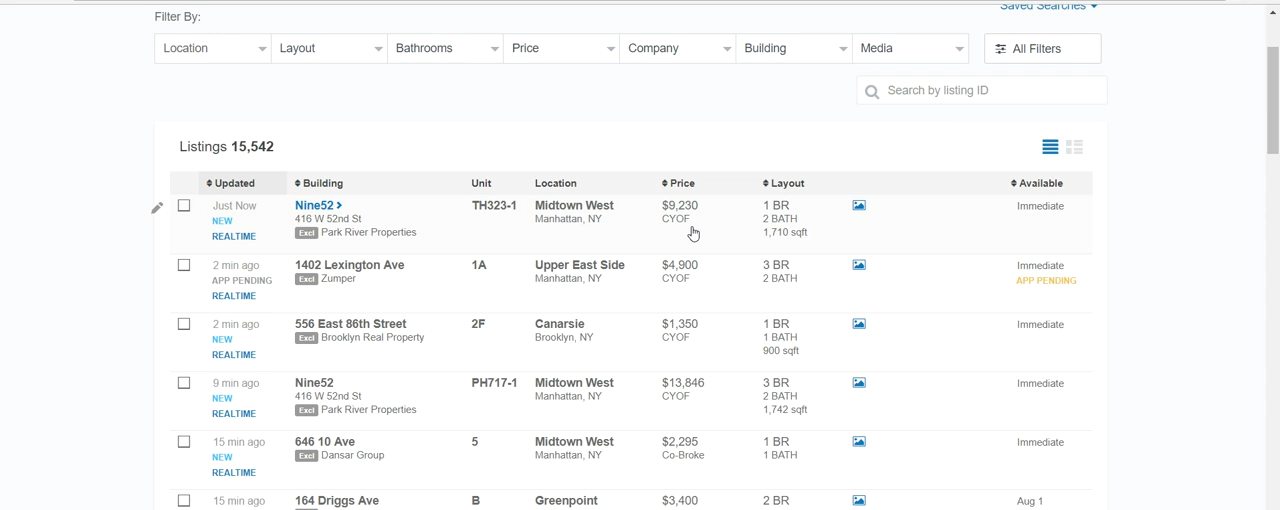 Saved Searches
Filter By:
Location Layout Bathrooms Price Company Building Media All Filters
Search by listing ID
Listings 15,542
Updated Building Unit Location Price Layout Available
Just Now Nine52 > TH323-1 Midtown West $9,230 1 BR Immediate
NEW 416 W 52nd St Manhattan, NY CYOF 2 BATH
REALTIME Excl Park River Properties 1,710 sqft
2 min ago 1402 Lexington Ave 1A Upper East Side $4,900 3 BR Immediate
APP PENDING Excl Zumper Manhattan, NY CYOF 2 BATH APP PENDING
REALTIME
2 min ago 556 East 86th Street 2F Canarsie $1,350 1 BR Immediate
NEW Excl Brooklyn Real Property Brooklyn, NY CYOF 1 BATH
REALTIME 900 sqft
9 min ago Nine52 PH717-1 Midtown West $13,846 3 BR Immediate
NEW 416 W 52nd St Manhattan, NY CYOF 2 BATH
REALTIME Excl Park River Properties 1,742 sqft
15 min ago 646 10 Ave 5 Midtown West $2,295 1 BR Immediate
NEW Excl Dansar Group Manhattan, NY Co-Broke 1 BATH
REALTIME
15 min ago 164 Driggs Ave B Greenpoint $3,400 2 BR Aug 1